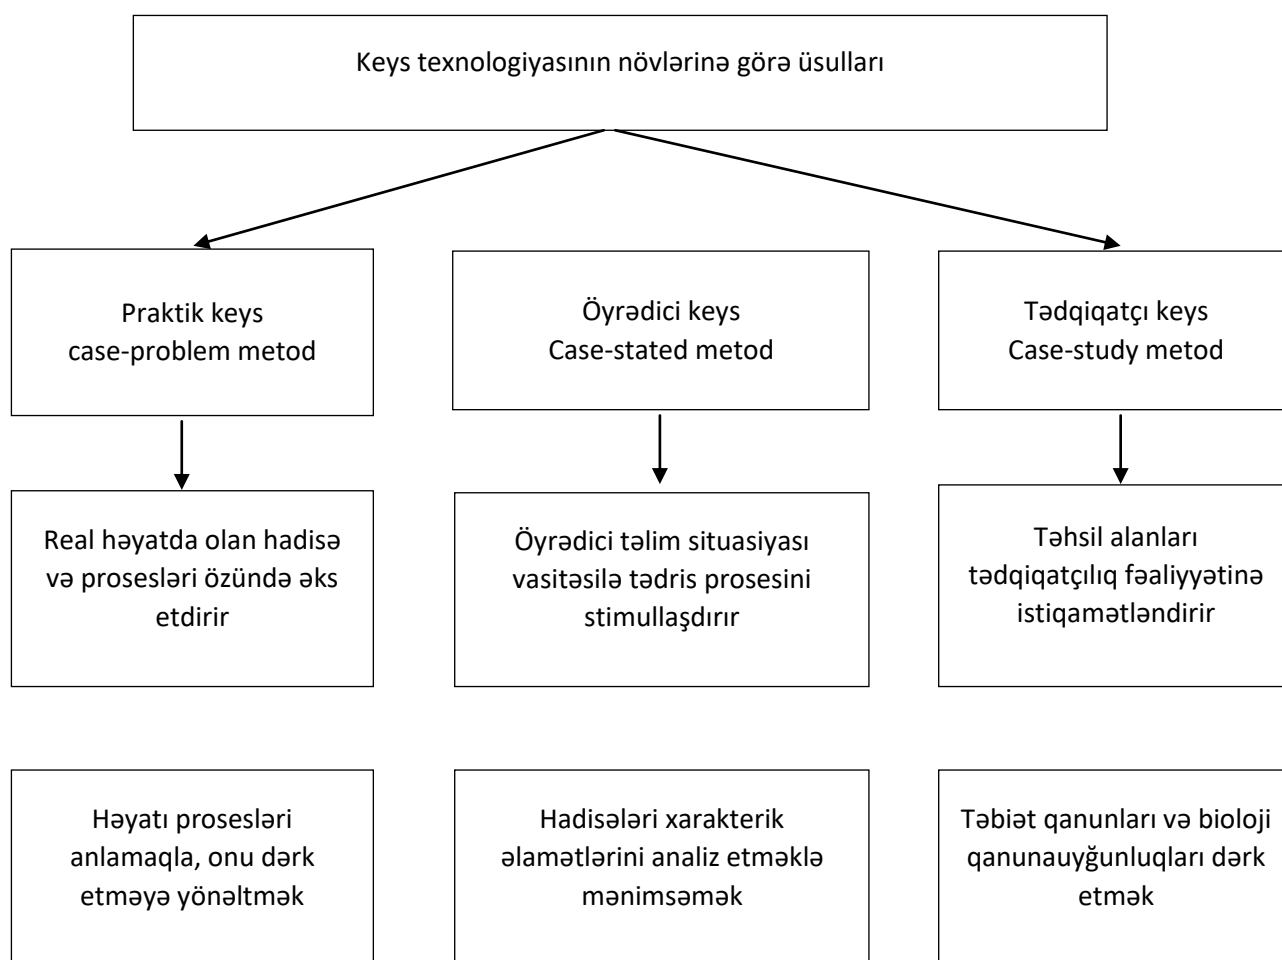 Keys texnologiyasının növlərinə görə üsulları
Praktik keys
case-problem metod
Öyrədici keys
Case-stated metod
Tədqiqatçı keys
Case-study metod
Real həyatda olan hadisə
və prosesləri özündə əks
etdirir
Öyrədici təlim situasiyası
vasitəsilə tədris prosesini
stimullaşdırır
Təhsil alanları
tədqiqatçılıq fəaliyyətinə
istiqamətləndirir
Həyatı prosesləri
anlamaqla, onu dərk
etməyə yönəltmək
Hadisələri xarakterik
əlamətlərini analiz etməklə
mənimsəmək
Təbiət qanunları və bioloji
qanunauyğunluqları dərk
etmək